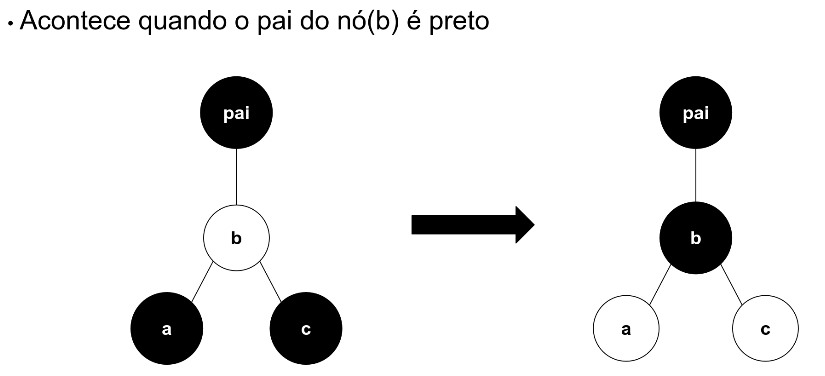 • Acontece quando o pai do nó(b) é preto
pai
pai
b
b
a
c
a
c